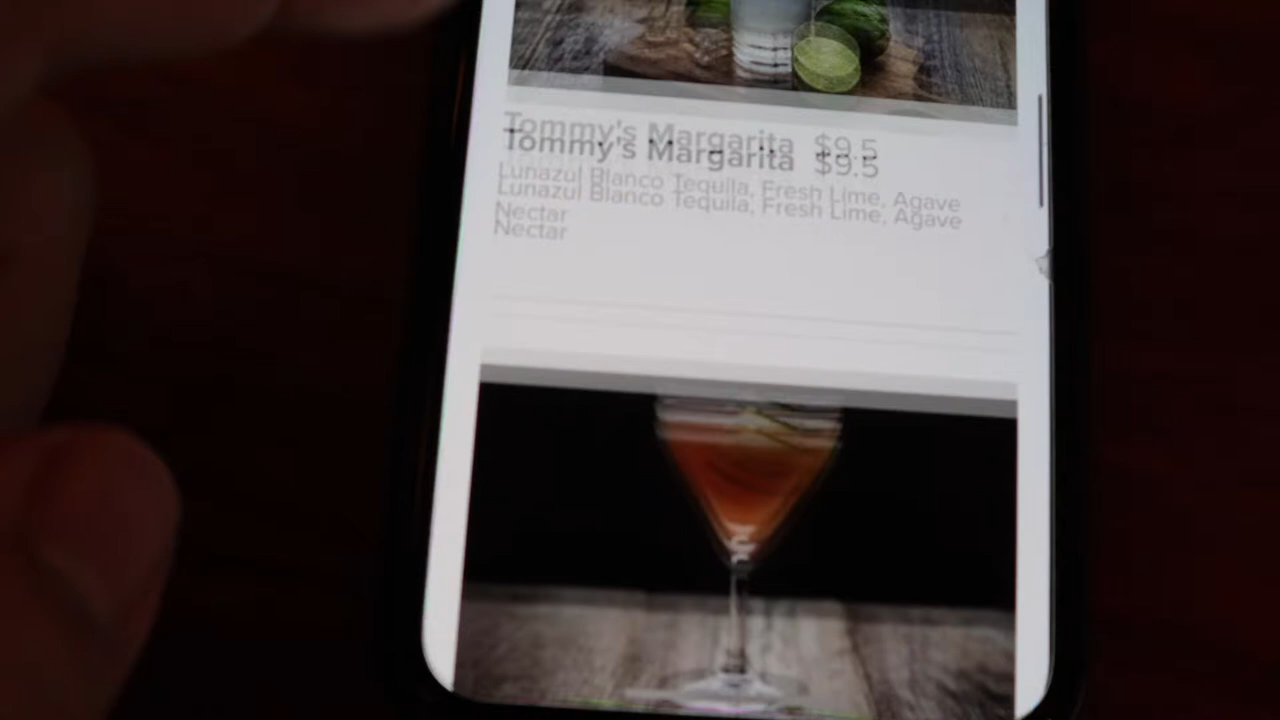 Tommy's Margarita $9.5
Lunazul Blanco Tequila, Fresh Lime, Agave
Nectar